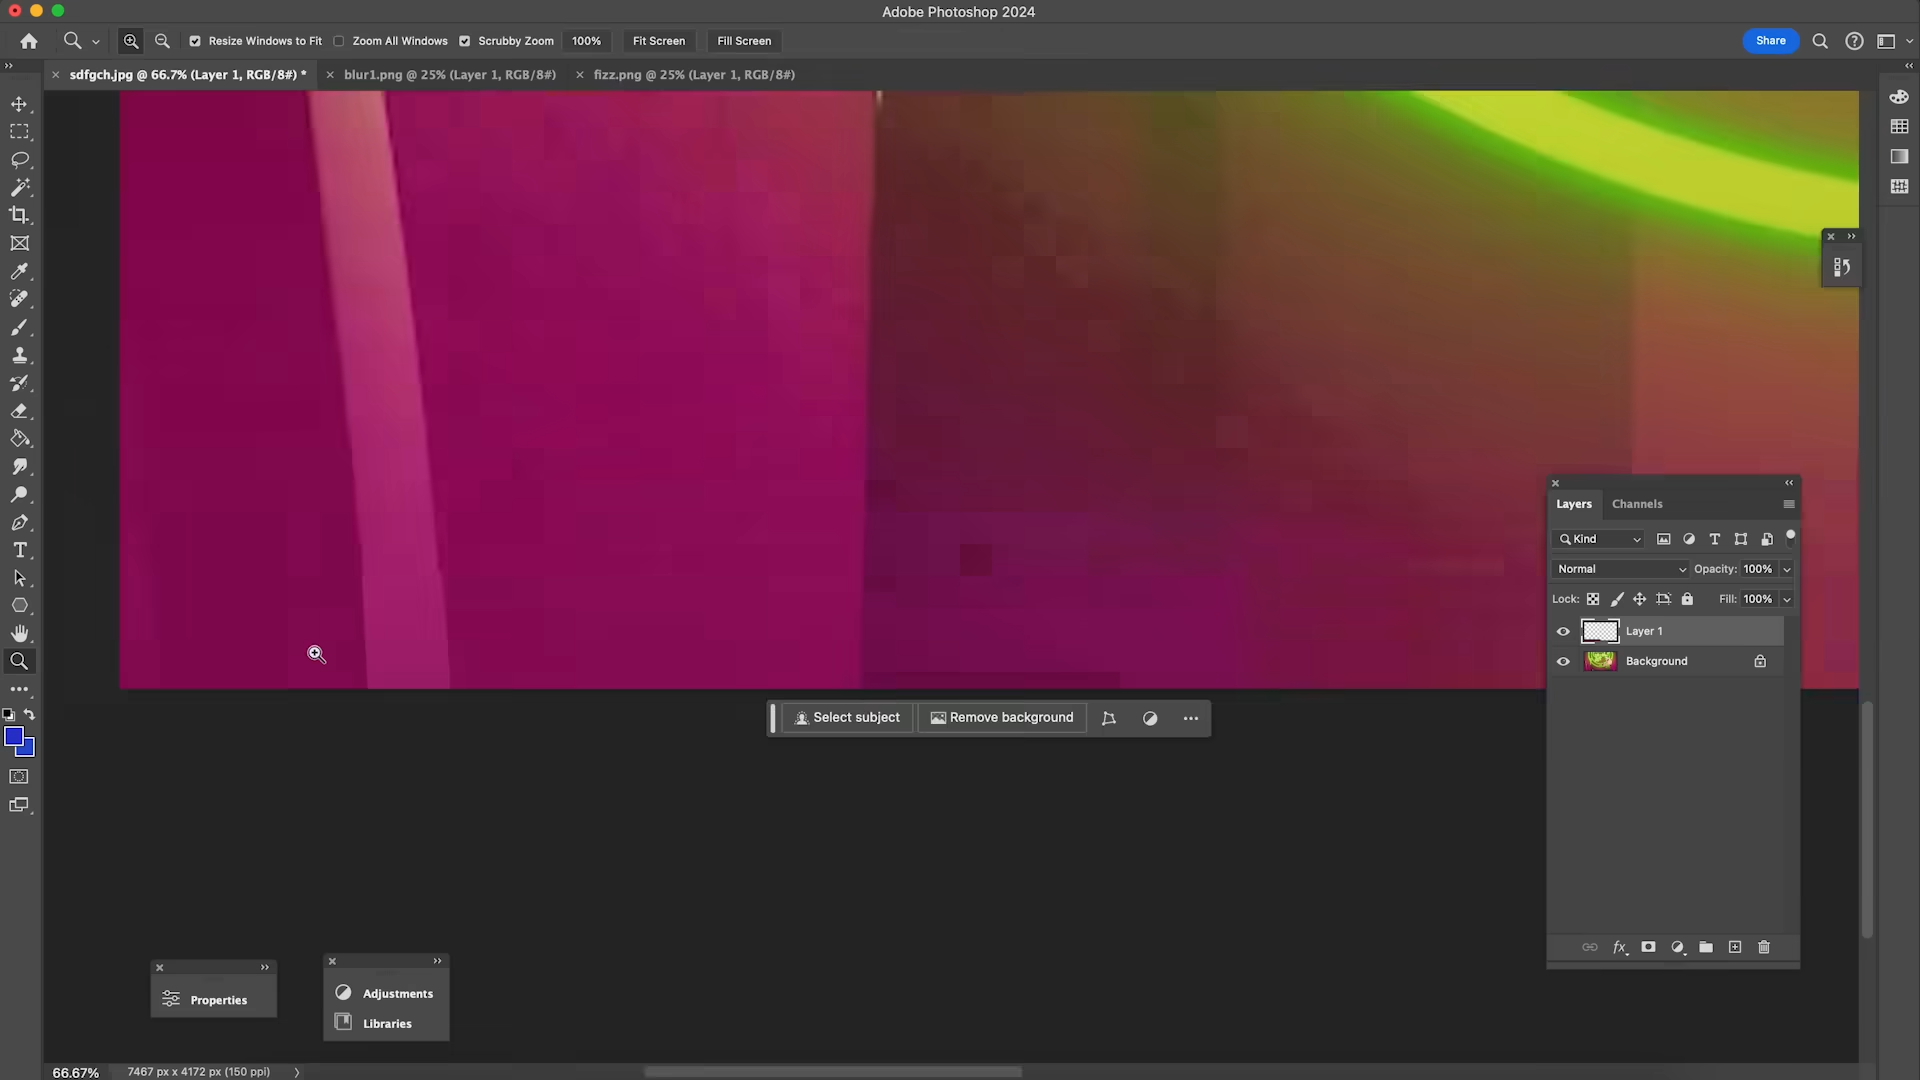 Adobe Photoshop 2024
Resize Windows to Fit Zoom All Windows Scrubby Zoom 100% Fit Screen Fill Screen Share
sdfgch.jpg @ 66.7% (Layer 1, RGB/8#) * blur1.png @ 25% (Layer 1, RGB/8#) fizz.png @ 25% (Layer 1, RGB/8#)
Layers Channels
Kind
Normal Opacity: 100%
Lock: Fill: 100%
Layer 1
Background
Select subject Remove background
Properties
Adjustments
Libraries
66.67% 7467 px x 4172 px (150 ppi)